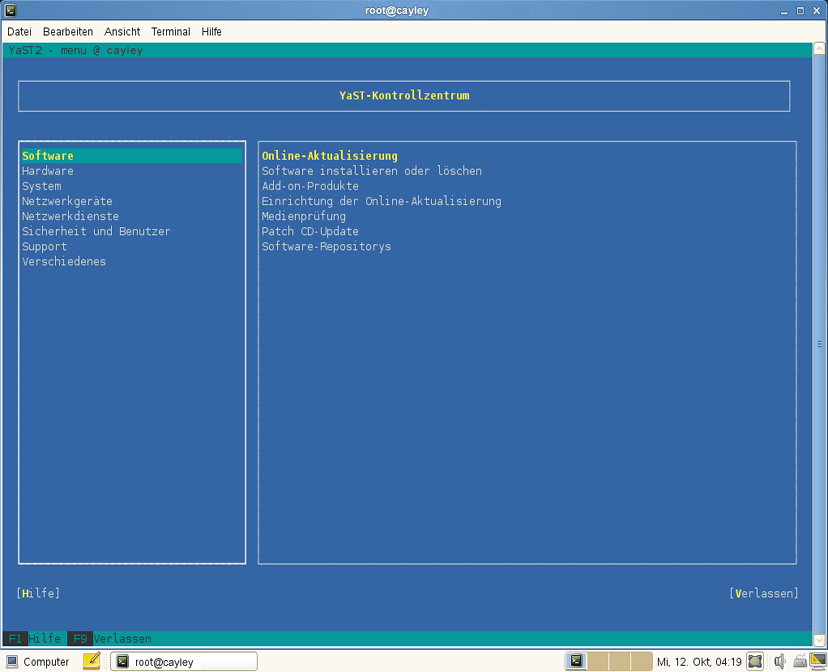 root@cayley
Datei Bearbeiten Ansicht Terminal Hilfe
YaST2 - menu @ cayley
YaST-Kontrollzentrum
Software
Hardware
System
Netzwerkgeräte
Netzwerkdienste
Sicherheit und Benutzer
Support
Verschiedenes
Online-Aktualisierung
Software installieren oder löschen
Add-on-Produkte
Einrichtung der Online-Aktualisierung
Medienprüfung
Patch CD-Update
Software-Repositorys
[Hilfe] [Verlassen]
F1 Hilfe F9 Verlassen
Computer root@cayley Mi, 12. Okt, 04:19